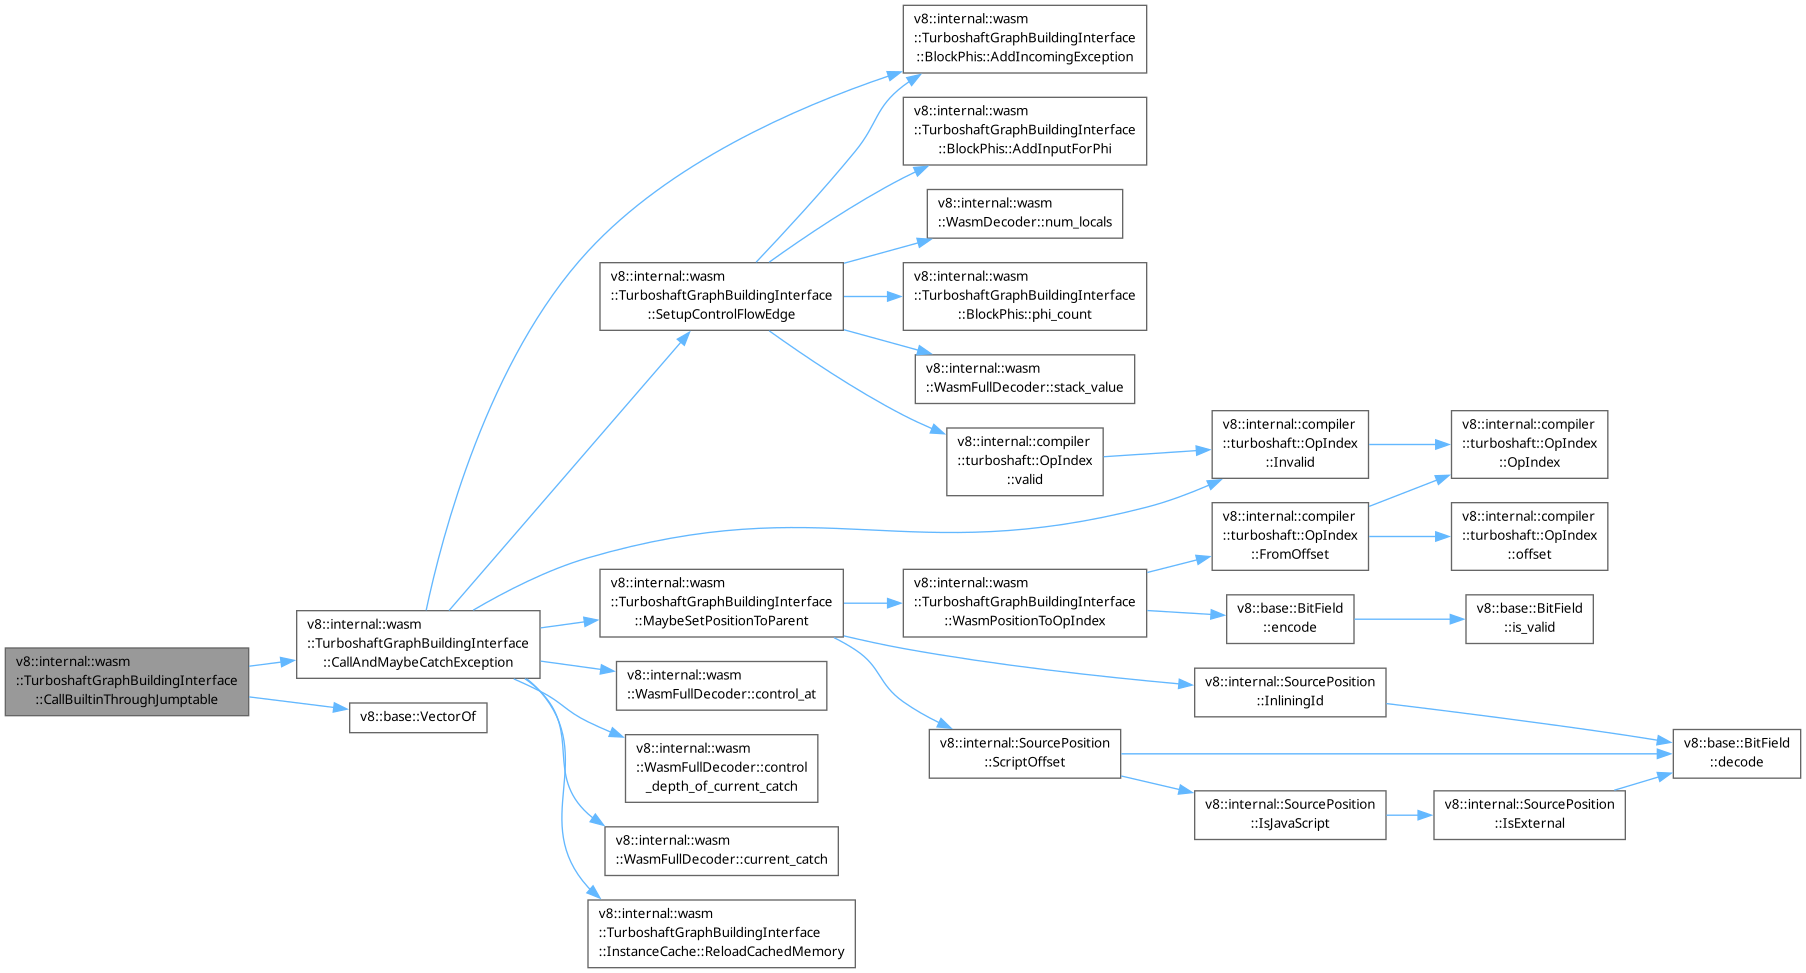 v8::internal::wasm
::TurboshaftGraphBuildingInterface
::CallBuiltinThroughJumptable
v8::internal::wasm
::TurboshaftGraphBuildingInterface
::CallAndMaybeCatchException
v8::base::VectorOf
v8::internal::wasm
::TurboshaftGraphBuildingInterface
::SetupControlFlowEdge
v8::internal::wasm
::TurboshaftGraphBuildingInterface
::MaybeSetPositionToParent
v8::internal::wasm
::WasmFullDecoder::control_at
v8::internal::wasm
::WasmFullDecoder::control
_depth_of_current_catch
v8::internal::wasm
::WasmFullDecoder::current_catch
v8::internal::wasm
::TurboshaftGraphBuildingInterface
::InstanceCache::ReloadCachedMemory
v8::internal::wasm
::TurboshaftGraphBuildingInterface
::BlockPhis::AddIncomingException
v8::internal::wasm
::TurboshaftGraphBuildingInterface
::BlockPhis::AddInputForPhi
v8::internal::wasm
::WasmDecoder::num_locals
v8::internal::wasm
::TurboshaftGraphBuildingInterface
::BlockPhis::phi_count
v8::internal::wasm
::WasmFullDecoder::stack_value
v8::internal::compiler
::turboshaft::OpIndex
::valid
v8::internal::wasm
::TurboshaftGraphBuildingInterface
::WasmPositionToOpIndex
v8::internal::SourcePosition
::ScriptOffset
v8::internal::compiler
::turboshaft::OpIndex
::Invalid
v8::internal::compiler
::turboshaft::OpIndex
::FromOffset
v8::base::BitField
::encode
v8::internal::SourcePosition
::InliningId
v8::internal::SourcePosition
::IsJavaScript
v8::internal::compiler
::turboshaft::OpIndex
::OpIndex
v8::internal::compiler
::turboshaft::OpIndex
::offset
v8::base::BitField
::is_valid
v8::internal::SourcePosition
::IsExternal
v8::base::BitField
::decode